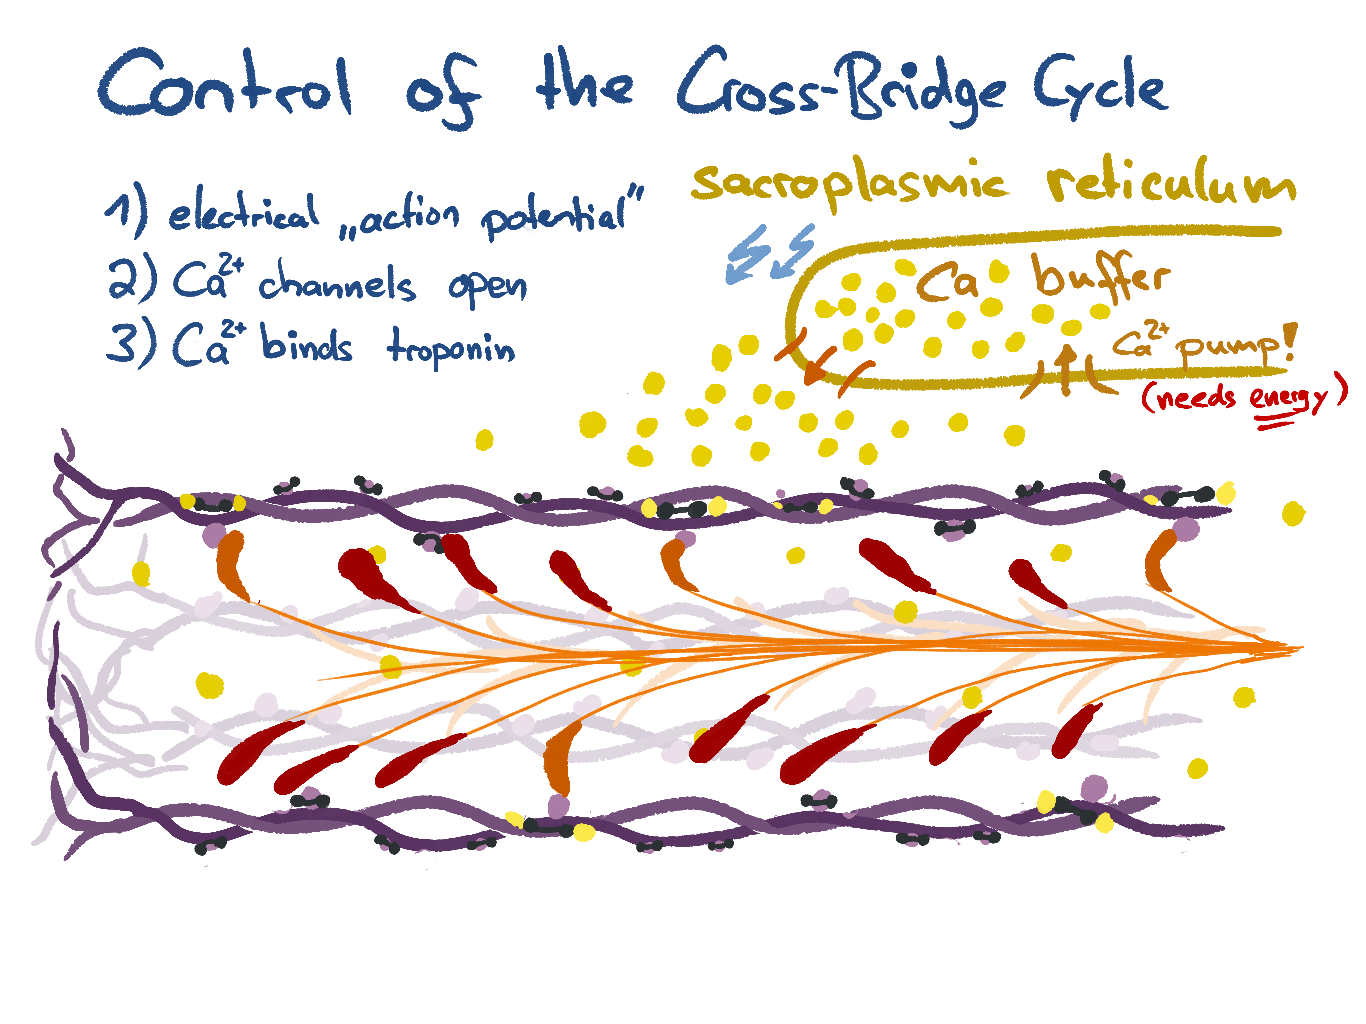 Control of the Cross-Bridge Cycle
sacroplasmic reticulum
1) electrical „action potential”
2) Ca²⁺ channels open
3) Ca²⁺ binds troponin
Ca buffer
Ca²⁺ pump!
(needs energy)